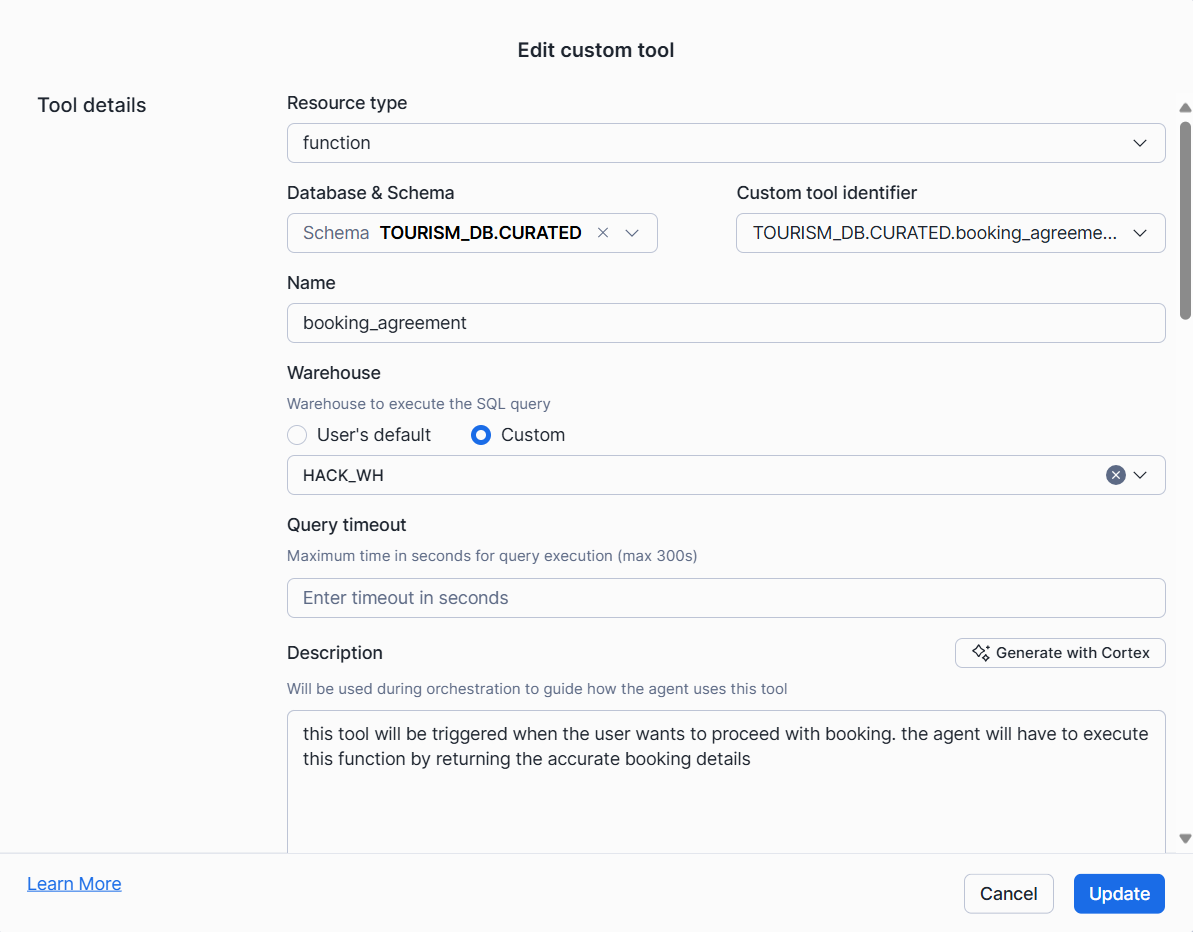 Edit custom tool
Tool details
Resource type
function
Database & Schema
Custom tool identifier
Schema TOURISM_DB.CURATED
TOURISM_DB.CURATED.booking_agreeme...
Name
booking_agreement
Warehouse
Warehouse to execute the SQL query
User's default
Custom
HACK_WH
Query timeout
Maximum time in seconds for query execution (max 300s)
Enter timeout in seconds
Description
Generate with Cortex
Will be used during orchestration to guide how the agent uses this tool
this tool will be triggered when the user wants to proceed with booking. the agent will have to execute
this function by returning the accurate booking details
Learn More
Cancel
Update